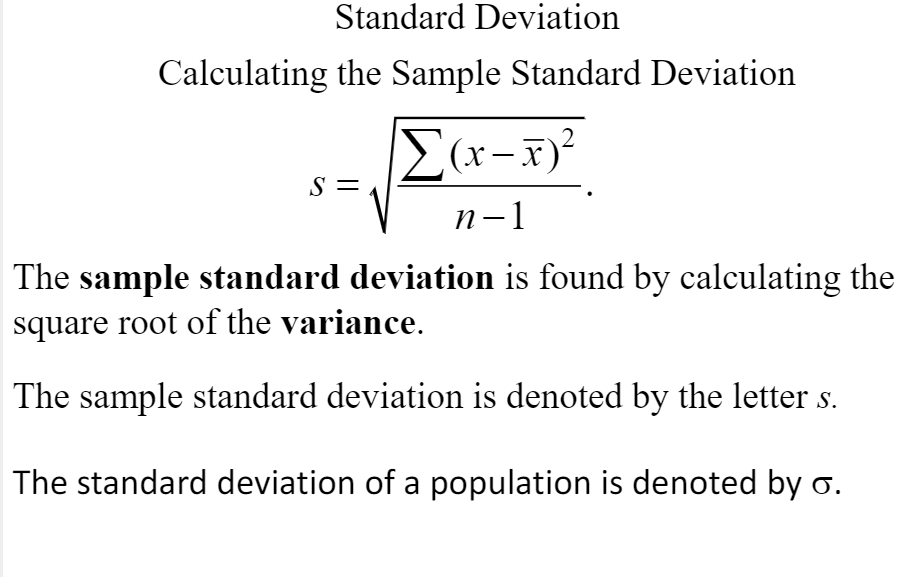 Standard Deviation
Calculating the Sample Standard Deviation
s = √(∑(x – x̅)² / (n – 1)).
The sample standard deviation is found by calculating the
square root of the variance.
The sample standard deviation is denoted by the letter s.
The standard deviation of a population is denoted by σ.